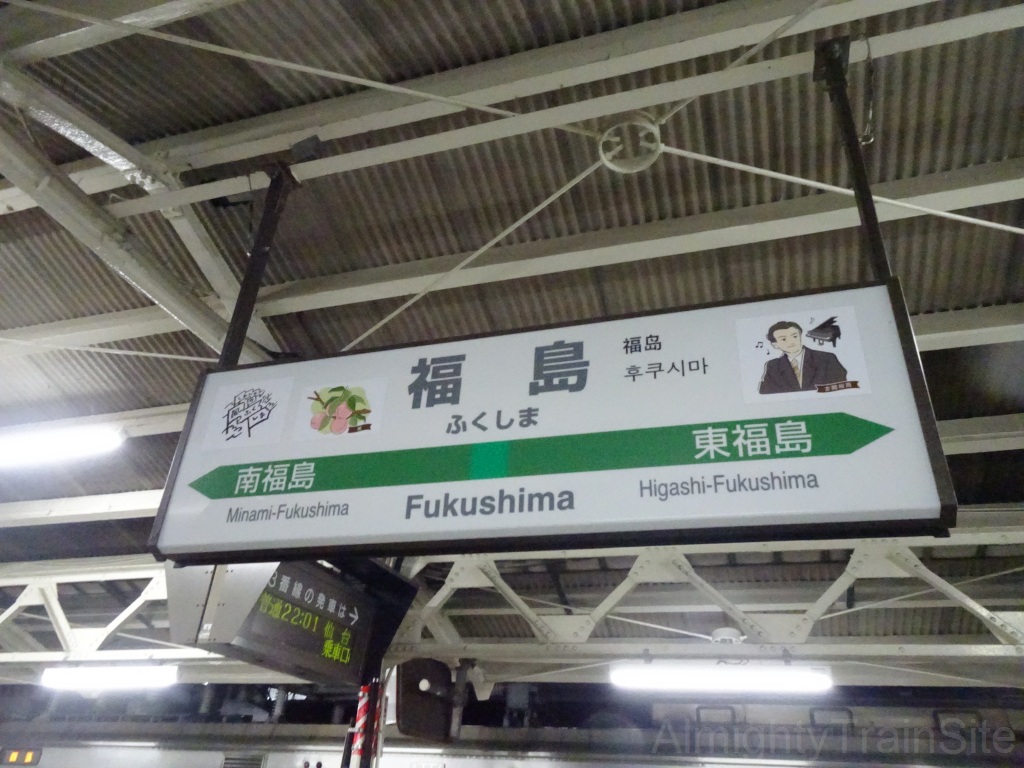 福島
福岛
후쿠시마
ふくしま
南福島
東福島
Minami-Fukushima
Fukushima
Higashi-Fukushima
3番線の発車は→
普通22:01 仙台
乗車口
AlmightyTrainSite